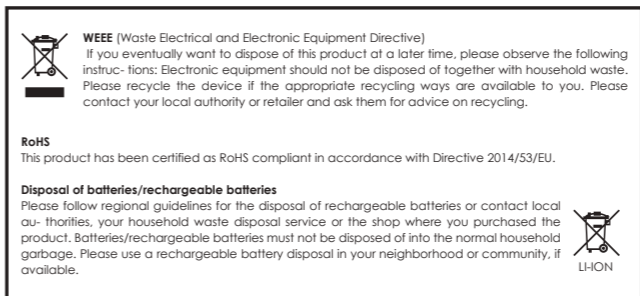 WEEE (Waste Electrical and Electronic Equipment Directive)
If you eventually want to dispose of this product at a later time, please observe the following
instruc- tions: Electronic equipment should not be disposed of together with household waste.
Please recycle the device if the appropriate recycling ways are available to you. Please
contact your local authority or retailer and ask them for advice on recycling.
RoHS
This product has been certified as RoHS compliant in accordance with Directive 2014/53/EU.
Disposal of batteries/rechargeable batteries
Please follow regional guidelines for the disposal of rechargeable batteries or contact local
au- thorities, your household waste disposal service or the shop where you purchased the
product. Batteries/rechargeable batteries must not be disposed of into the normal household
garbage. Please use a rechargeable battery disposal in your neighborhood or community, if
available.
LI-ION